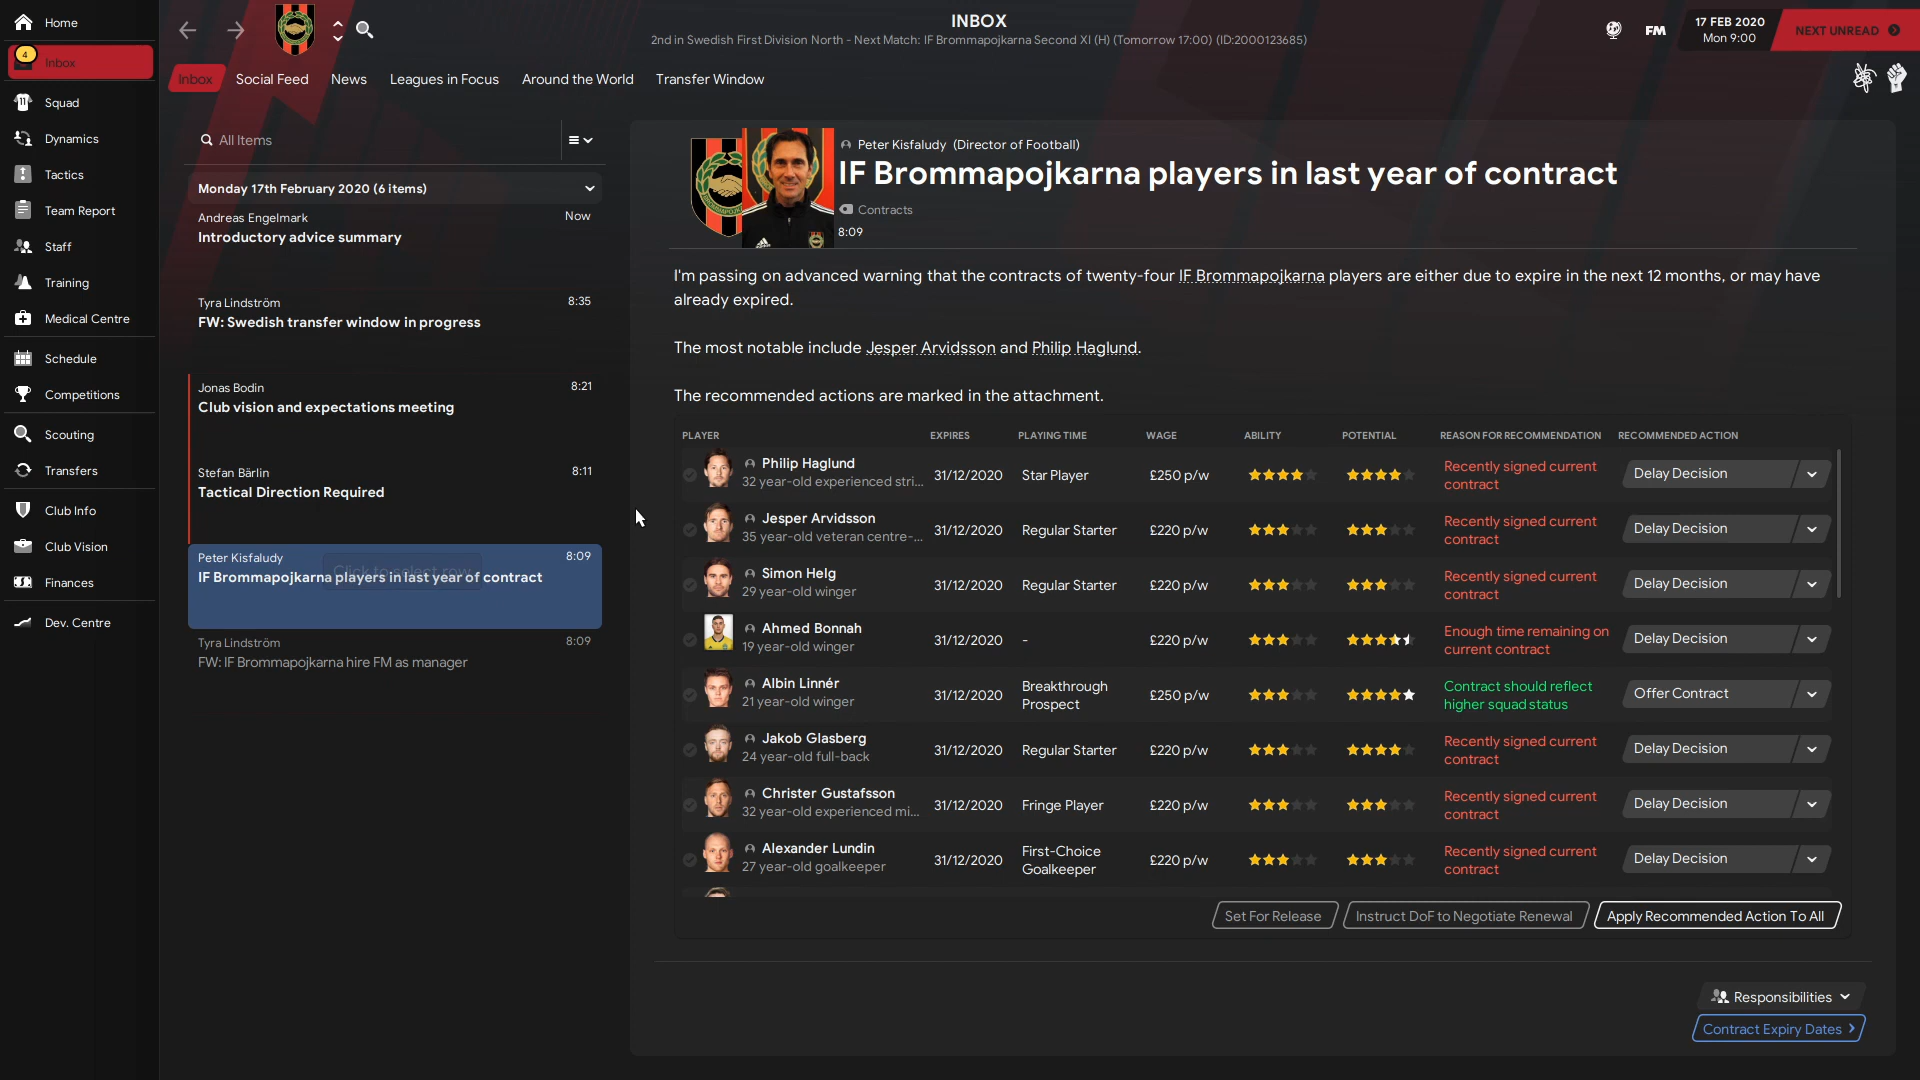 Home
INBOX
2nd in Swedish First Division North - Next Match: IF Brommapojkarna Second XI (H) (Tomorrow 17:00) (ID:2000123685)
FM
17 FEB 2020
Mon 9:00
NEXT UNREAD
4
Inbox
Inbox
Social Feed
News
Leagues in Focus
Around the World
Transfer Window
Squad
Dynamics
Tactics
Team Report
Staff
Training
Medical Centre
Schedule
Competitions
Scouting
Transfers
Club Info
Club Vision
Finances
Dev. Centre
All Items
Monday 17th February 2020 (6 items)
Andreas Engelmark
Now
Introductory advice summary
Tyra Lindström
8:35
FW: Swedish transfer window in progress
Jonas Bodin
8:21
Club vision and expectations meeting
Stefan Bärlin
8:11
Tactical Direction Required
Peter Kisfaludy
8:09
Click to select row
IF Brommapojkarna players in last year of contract
Tyra Lindström
8:09
FW: IF Brommapojkarna hire FM as manager
Peter Kisfaludy (Director of Football)
IF Brommapojkarna players in last year of contract
Contracts
8:09
I'm passing on advanced warning that the contracts of twenty-four IF Brommapojkarna players are either due to expire in the next 12 months, or may have
already expired.
The most notable include Jesper Arvidsson and Philip Haglund.
The recommended actions are marked in the attachment.
PLAYER EXPIRES PLAYING TIME WAGE ABILITY POTENTIAL REASON FOR RECOMMENDATION RECOMMENDED ACTION
Philip Haglund
32 year-old experienced stri...
31/12/2020
Star Player
£250 p/w
Recently signed current
contract
Delay Decision
Jesper Arvidsson
35 year-old veteran centre-...
31/12/2020
Regular Starter
£220 p/w
Recently signed current
contract
Delay Decision
Simon Helg
29 year-old winger
31/12/2020
Regular Starter
£220 p/w
Recently signed current
contract
Delay Decision
Ahmed Bonnah
19 year-old winger
31/12/2020
-
£220 p/w
Enough time remaining on
current contract
Delay Decision
Albin Linnér
21 year-old winger
31/12/2020
Breakthrough
Prospect
£250 p/w
Contract should reflect
higher squad status
Offer Contract
Jakob Glasberg
24 year-old full-back
31/12/2020
Regular Starter
£220 p/w
Recently signed current
contract
Delay Decision
Christer Gustafsson
32 year-old experienced mi...
31/12/2020
Fringe Player
£220 p/w
Recently signed current
contract
Delay Decision
Alexander Lundin
27 year-old goalkeeper
31/12/2020
First-Choice
Goalkeeper
£220 p/w
Recently signed current
contract
Delay Decision
Set For Release
Instruct DoF to Negotiate Renewal
Apply Recommended Action To All
Responsibilities
Contract Expiry Dates